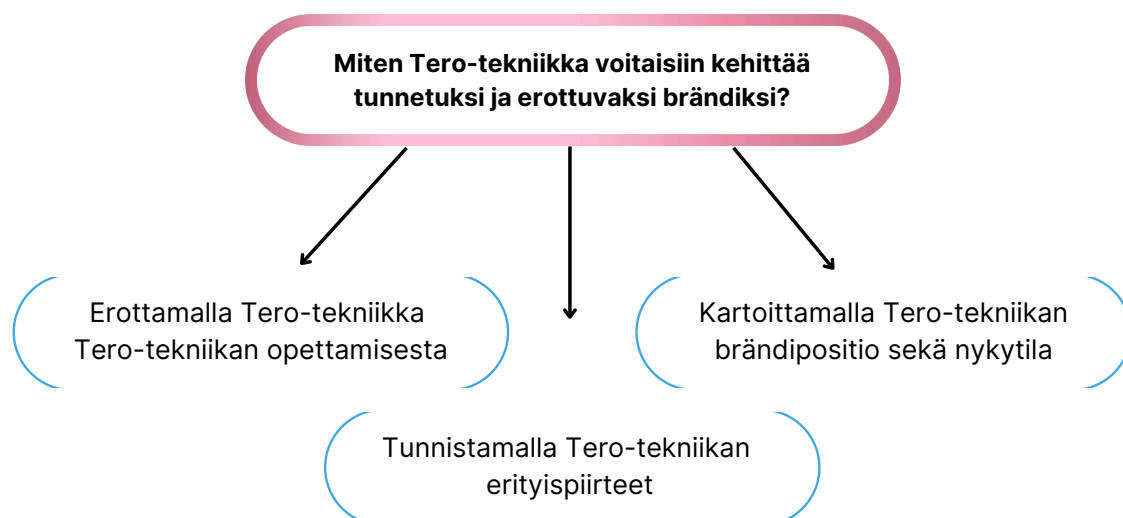 Miten Tero-tekniikka voitaisiin kehittää
tunnetuksi ja erottuvaksi brändiksi?
Erottamalla Tero-tekniikka
Tero-tekniikan opettamisesta
Kartoittamalla Tero-tekniikan
brändipositio sekä nykytila
Tunnistamalla Tero-tekniikan
erityispiirteet